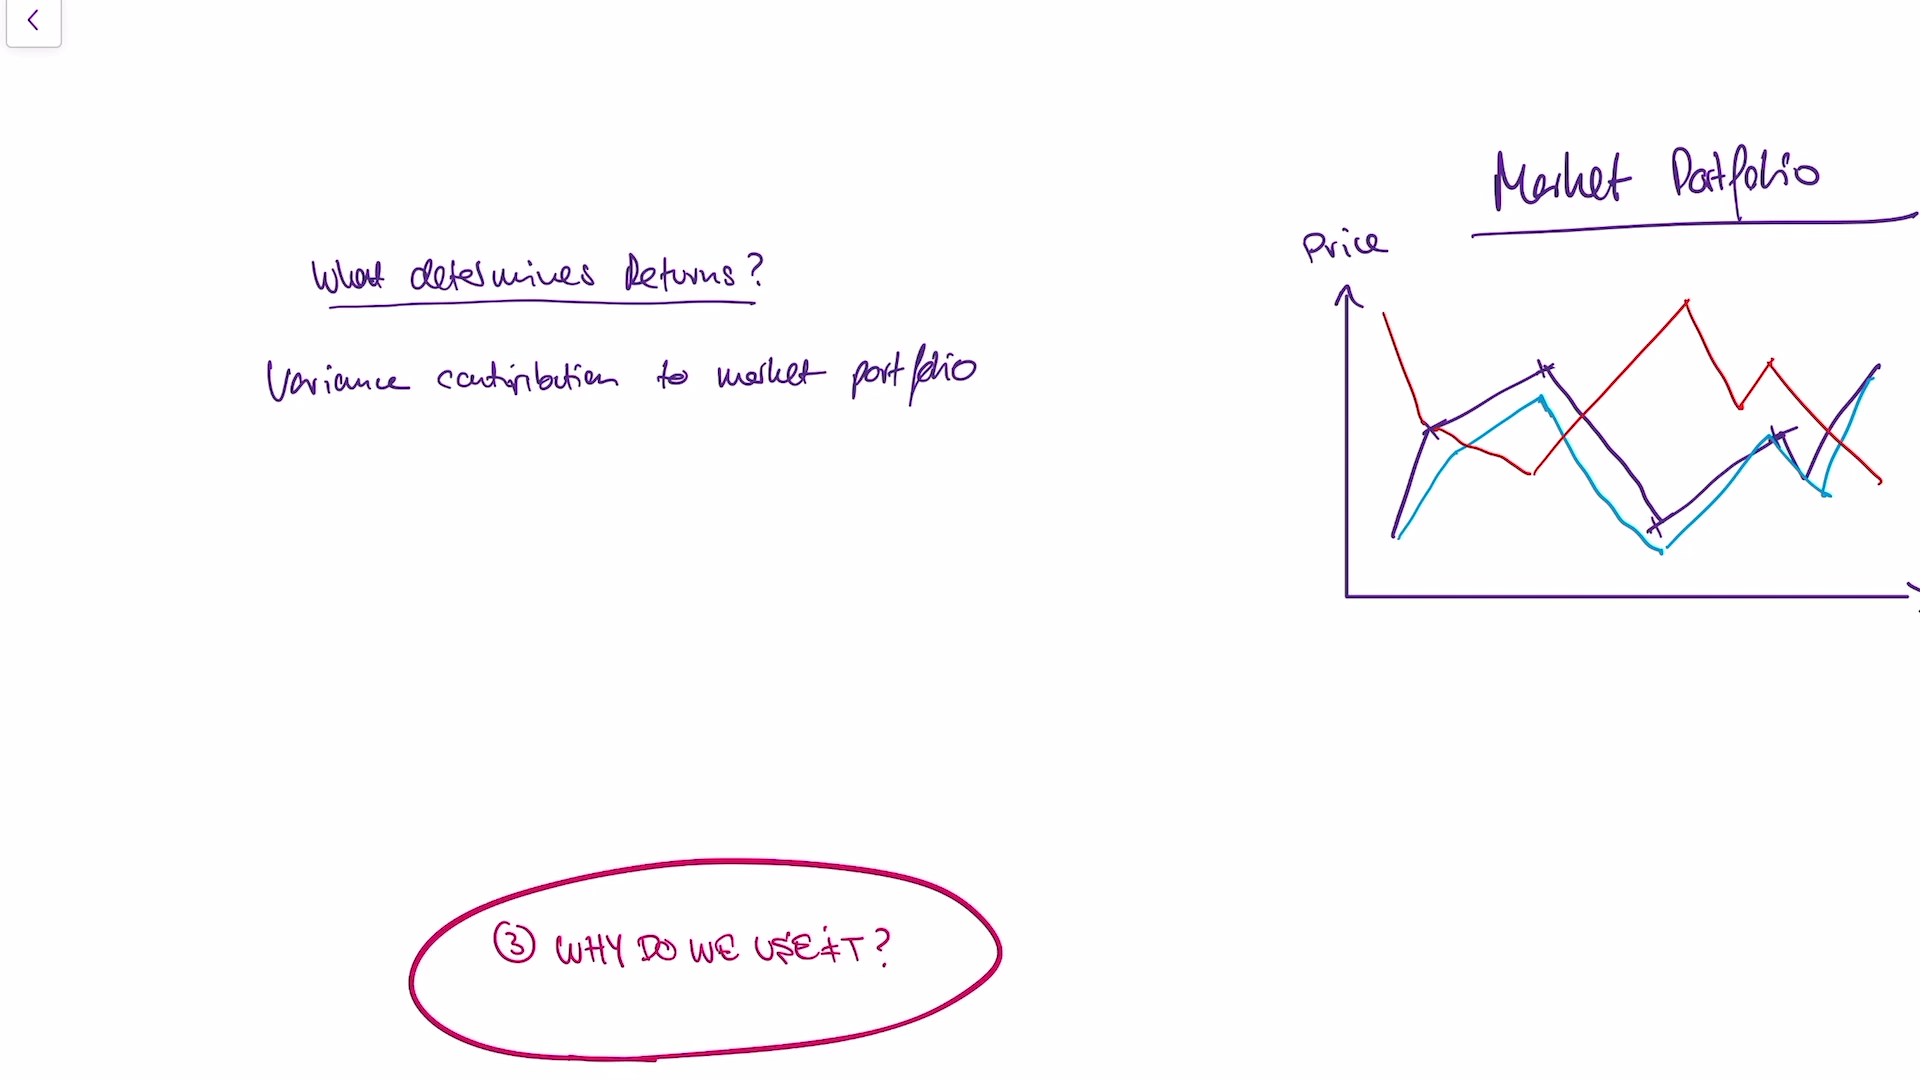 What determines Returns?
Variance contribution to market portfolio
Market Portfolio
Price
③ WHY DO WE USE IT?